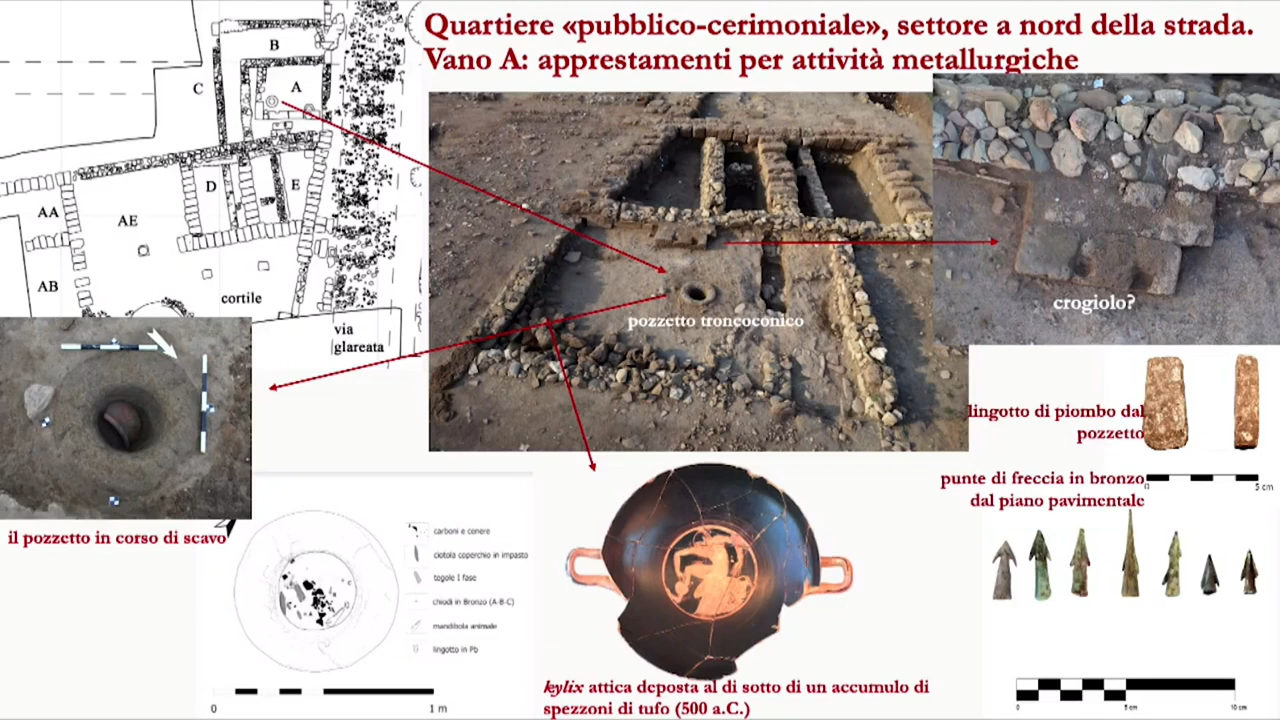 Quartiere «pubblico-cerimoniale», settore a nord della strada.
Vano A: apprestamenti per attività metallurgiche
B
C
A
D
E
AA
AE
AB
cortile
via
glareata
pozzetto troncoconico
crogiolo?
lingotto di piombo dal
pozzetto
0
5 cm
punte di freccia in bronzo
dal piano pavimentale
il pozzetto in corso di scavo
carboni e cenere
ciotola coperchio in impasto
tegole I fase
chiodi in Bronzo (A-B-C)
mandibola animale
lingotto in Pb
0
1 m
kylix attica deposta al di sotto di un accumulo di
spezzoni di tufo (500 a.C.)
0
5 cm
10 cm